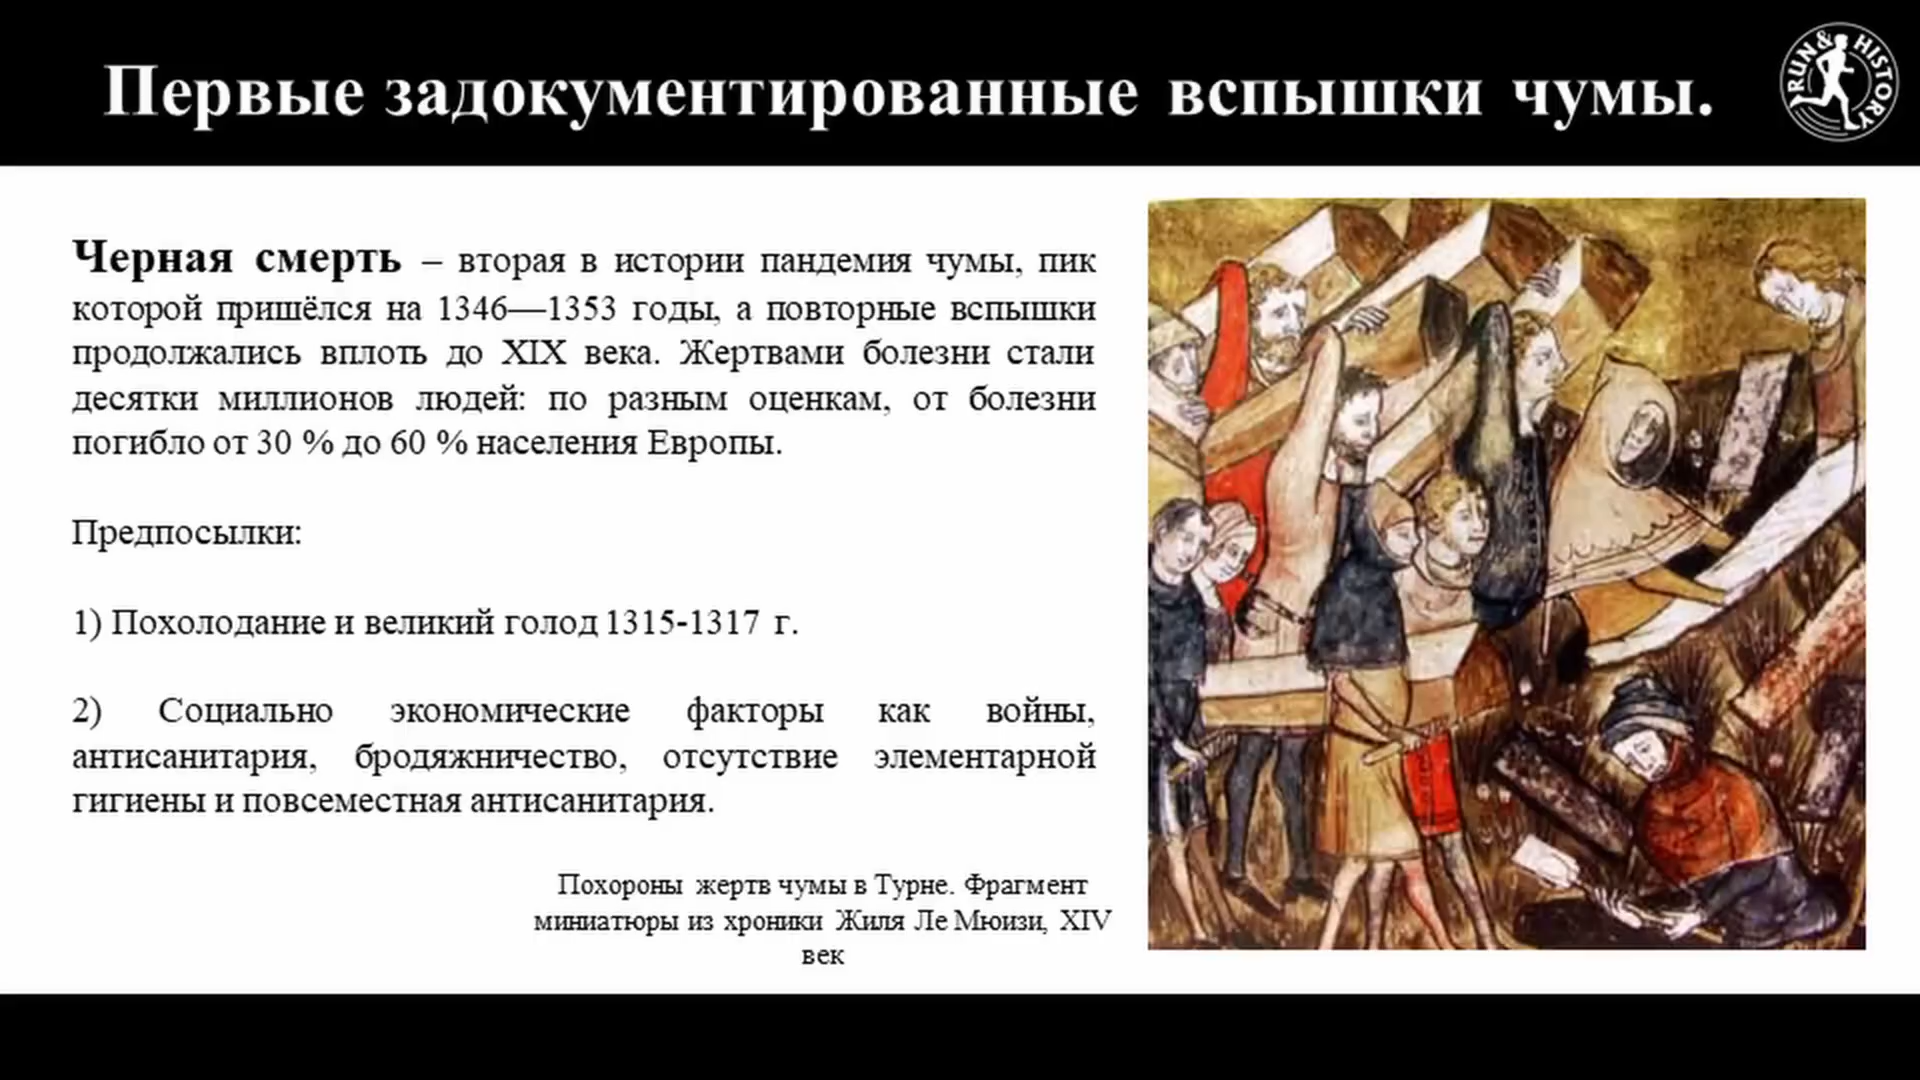 Первые задокументированные вспышки чумы.
RUN & HISTORY
Черная смерть – вторая в истории пандемия чумы, пик
которой пришёлся на 1346—1353 годы, а повторные вспышки
продолжались вплоть до XIX века. Жертвами болезни стали
десятки миллионов людей: по разным оценкам, от болезни
погибло от 30 % до 60 % населения Европы.
Предпосылки:
1) Похолодание и великий голод 1315-1317 г.
2) Социально экономические факторы как войны,
антисанитария, бродяжничество, отсутствие элементарной
гигиены и повсеместная антисанитария.
Похороны жертв чумы в Турне. Фрагмент
миниатюры из хроники Жиля Ле Мюизи, XIV
век